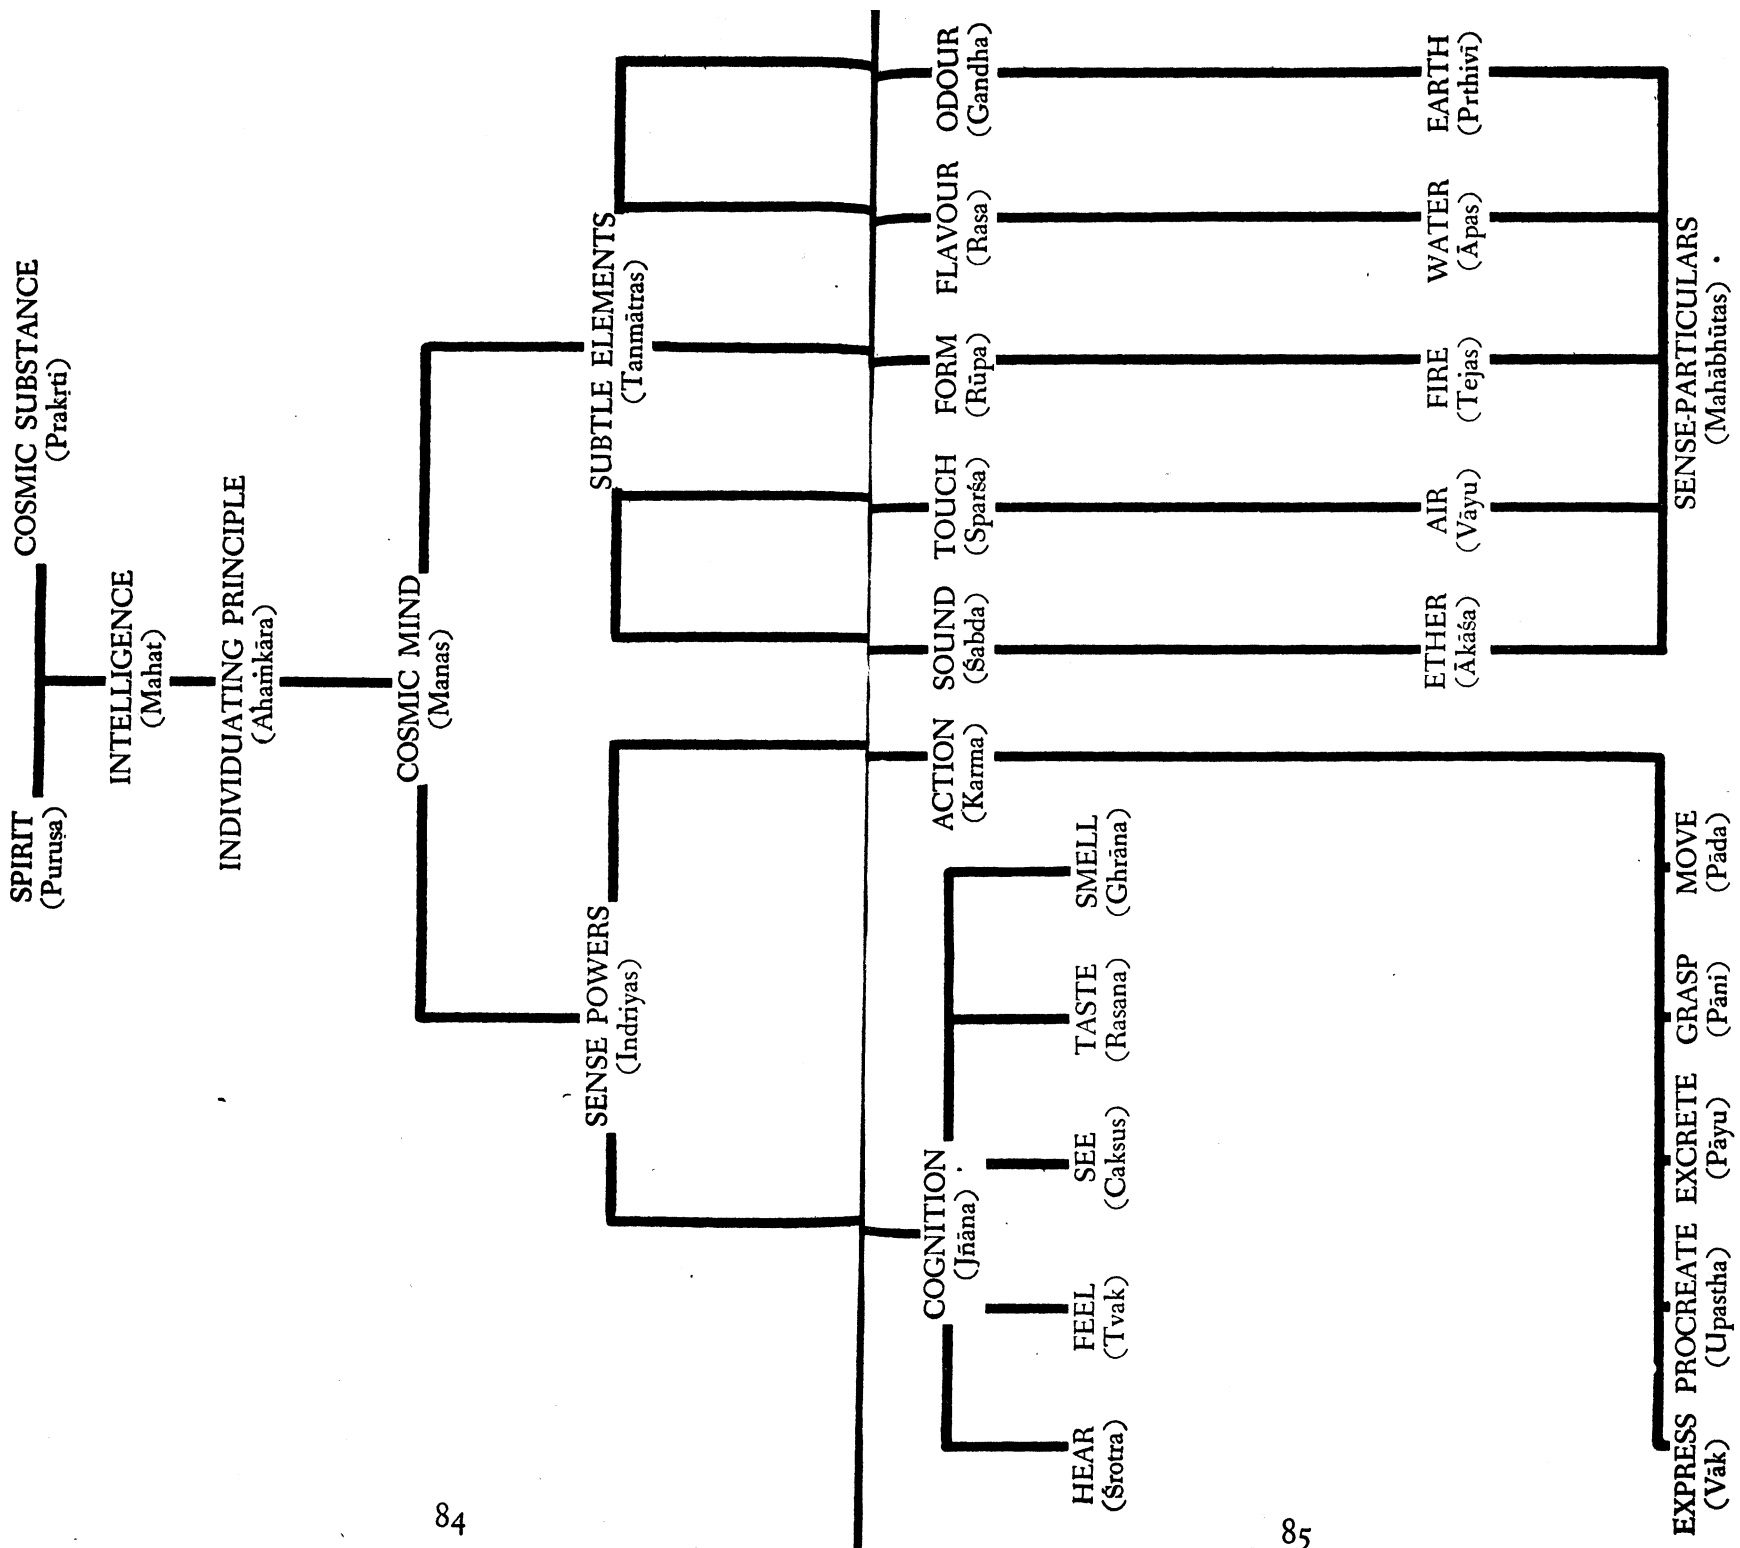 SPIRIT
(Puruṣa)
COSMIC SUBSTANCE
(Prakṛti)
INTELLIGENCE
(Mahat)
INDIVIDUATING PRINCIPLE
(Ahaṁkāra)
COSMIC MIND
(Manas)
SENSE POWERS
(Indriyas)
SUBTLE ELEMENTS
(Tanmātras)
COGNITION
(Jñāna)
ACTION
(Karma)
SOUND
(Śabda)
TOUCH
(Sparśa)
FORM
(Rūpa)
FLAVOUR
(Rasa)
ODOUR
(Gandha)
HEAR
(Śrotra)
FEEL
(Tvak)
SEE
(Caksus)
TASTE
(Rasana)
SMELL
(Ghrāna)
ETHER
(Ākāśa)
AIR
(Vāyu)
FIRE
(Tejas)
WATER
(Āpas)
EARTH
(Prthivī)
EXPRESS
(Vāk)
PROCREATE
(Upastha)
EXCRETE
(Pāyu)
GRASP
(Pāni)
MOVE
(Pāda)
SENSE-PARTICULARS
(Mahābhūtas)
84
85